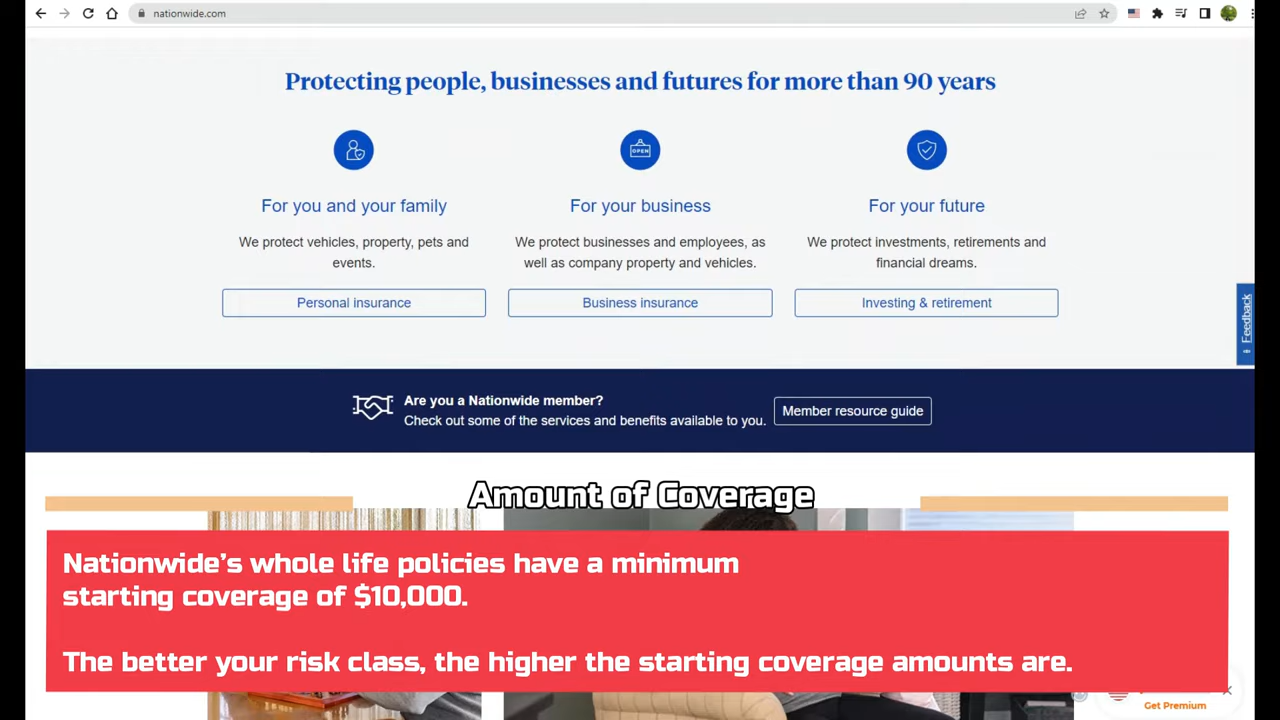 nationwide.com
Protecting people, businesses and futures for more than 90 years
OPEN
For you and your family
For your business
For your future
We protect vehicles, property, pets and
events.
We protect businesses and employees, as
well as company property and vehicles.
We protect investments, retirements and
financial dreams.
Personal insurance
Business insurance
Investing & retirement
Feedback
Are you a Nationwide member?
Check out some of the services and benefits available to you.
Member resource guide
Amount of Coverage
Nationwide’s whole life policies have a minimum
starting coverage of $10,000.
The better your risk class, the higher the starting coverage amounts are.
Get Premium